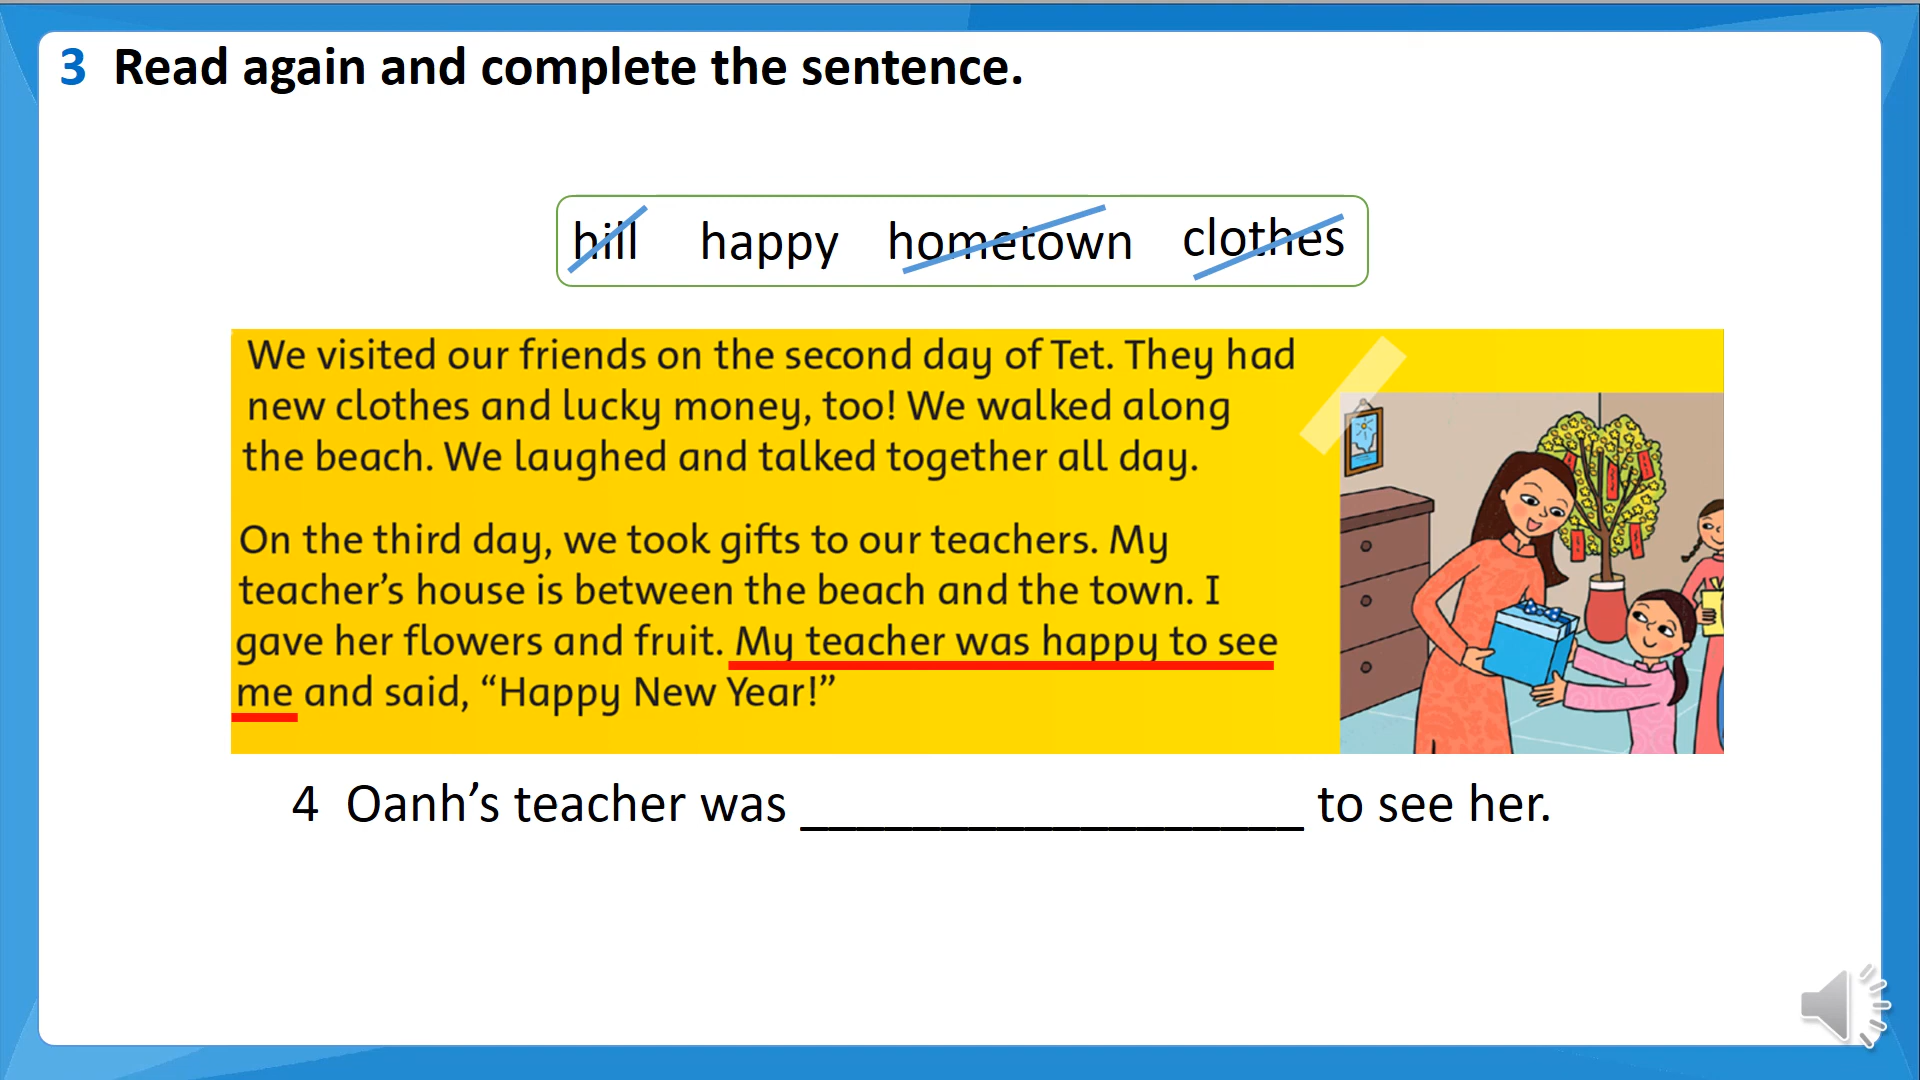 3 Read again and complete the sentence.
hill happy hometown clothes
We visited our friends on the second day of Tet. They had
new clothes and lucky money, too! We walked along
the beach. We laughed and talked together all day.
On the third day, we took gifts to our teachers. My
teacher’s house is between the beach and the town. I
gave her flowers and fruit. My teacher was happy to see
me and said, “Happy New Year!”
4 Oanh’s teacher was __________________ to see her.